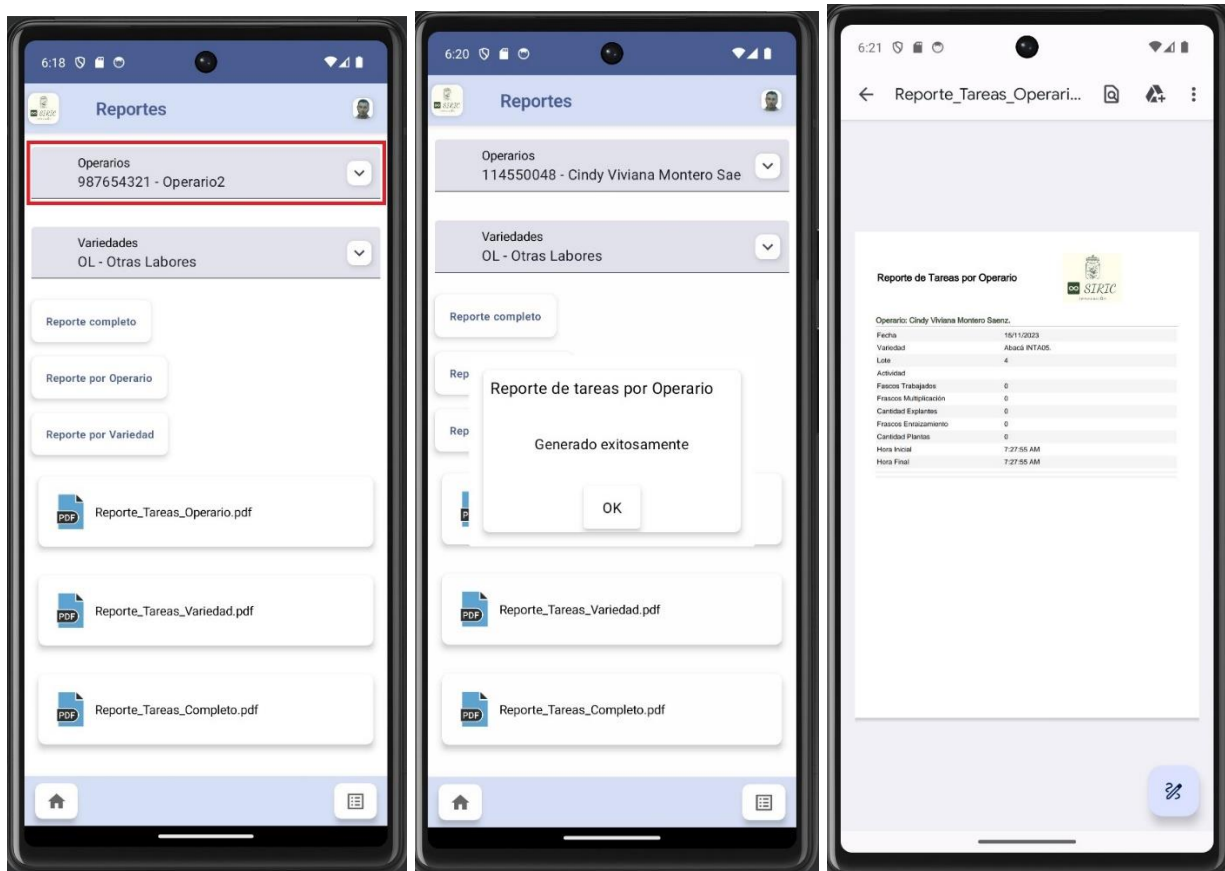 6:18
Reportes
Operarios
987654321 - Operario2
Variedades
OL - Otras Labores
Reporte completo
Reporte por Operario
Reporte por Variedad
PDF Reporte_Tareas_Operario.pdf
PDF Reporte_Tareas_Variedad.pdf
PDF Reporte_Tareas_Completo.pdf
6:20
Reportes
Operarios
114550048 - Cindy Viviana Montero Sae
Variedades
OL - Otras Labores
Reporte completo
Rep
Rep
Reporte de tareas por Operario
Generado exitosamente
OK
PDF Reporte_Tareas_Variedad.pdf
PDF Reporte_Tareas_Completo.pdf
6:21
Reporte_Tareas_Operari...
Reporte de Tareas por Operario
SIRIC
Operario: Cindy Viviana Montero Saenz.
Fecha 16/11/2023
Variedad Abacá INTA05.
Lote 4
Actividad
Fascos Trabajados 0
Frascos Multiplicación 0
Cantidad Explantes 0
Frascos Enraizamiento 0
Cantidad Plantas 0
Hora Inicial 7:27:55 AM
Hora Final 7:27:55 AM